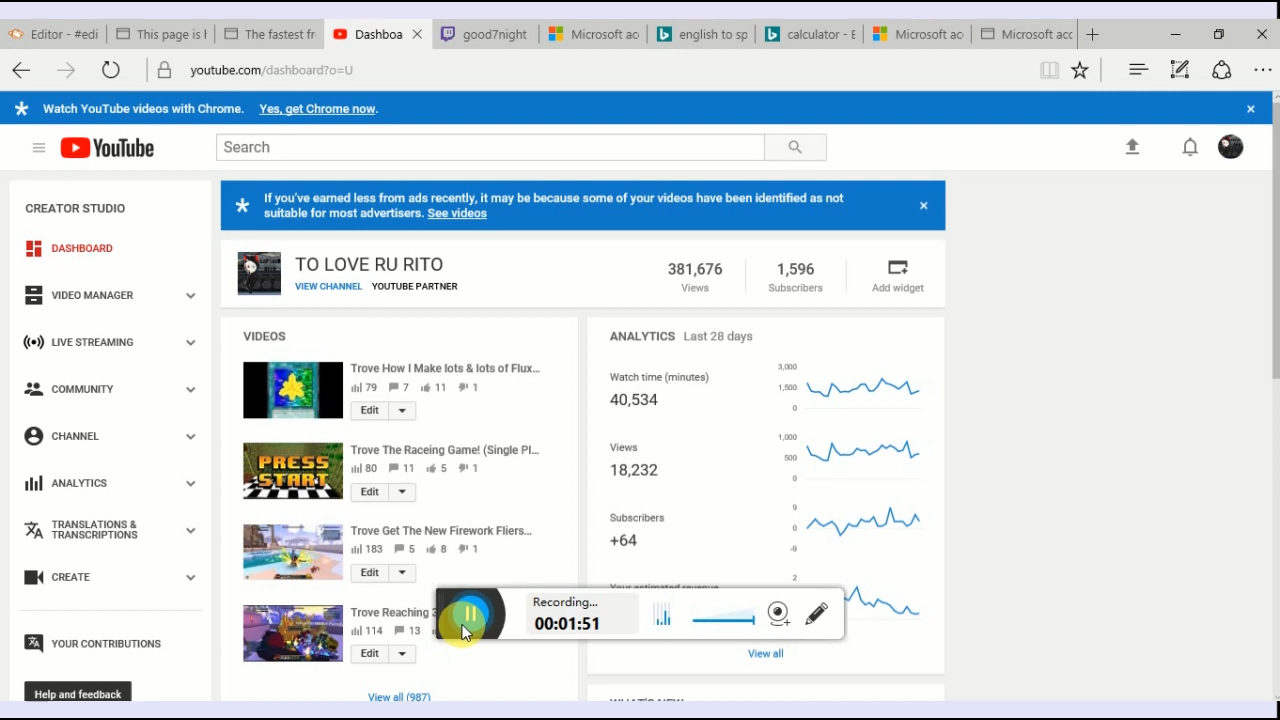 Editor - #edi
This page is l
The fastest fr
Dashboa
good7night
Microsoft acc
english to sp
calculator - E
Microsoft acc
Microsoft acc
youtube.com/dashboard?o=U
Watch YouTube videos with Chrome. Yes, get Chrome now.
YouTube
Search
CREATOR STUDIO
DASHBOARD
VIDEO MANAGER
LIVE STREAMING
COMMUNITY
CHANNEL
ANALYTICS
TRANSLATIONS &
TRANSCRIPTIONS
CREATE
YOUR CONTRIBUTIONS
Help and feedback
If you've earned less from ads recently, it may be because some of your videos have been identified as not
suitable for most advertisers. See videos
TO LOVE RU RITO
VIEW CHANNEL YOUTUBE PARTNER
381,676
Views
1,596
Subscribers
Add widget
VIDEOS
Trove How I Make lots & lots of Flux...
79 7 11 1
Edit
PRESS
START
Trove The Raceing Game! (Single Pl...
80 11 5 1
Edit
Trove Get The New Firework Fliers...
183 5 8 1
Edit
Trove Reaching 3
114 13
Edit
View all (987)
ANALYTICS Last 28 days
Watch time (minutes)
40,534
3,000
1,500
0
Views
18,232
1,000
500
0
Subscribers
+64
9
0
-9
2
View all
Recording...
00:01:51